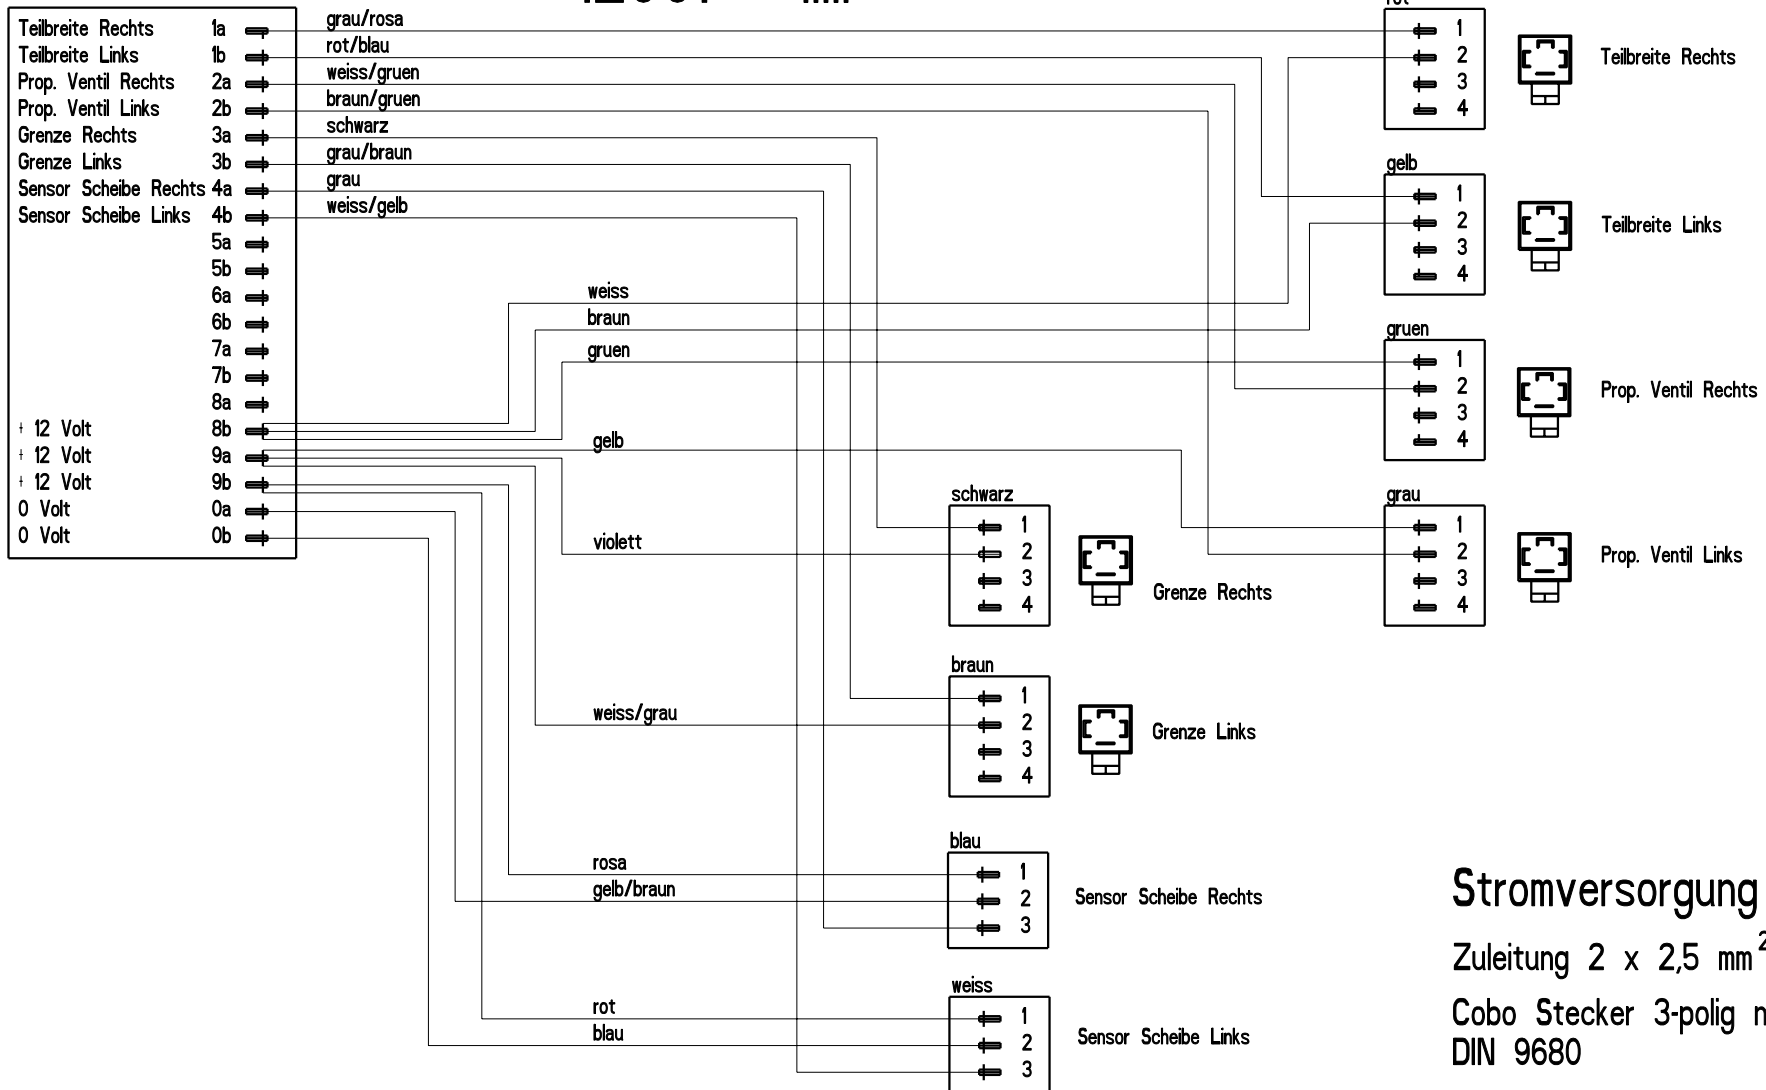 Teilbreite Rechts 1a
Teilbreite Links 1b
Prop. Ventil Rechts 2a
Prop. Ventil Links 2b
Grenze Rechts 3a
Grenze Links 3b
Sensor Scheibe Rechts 4a
Sensor Scheibe Links 4b
5a
5b
6a
6b
7a
7b
8a
+ 12 Volt 8b
+ 12 Volt 9a
+ 12 Volt 9b
0 Volt 0a
0 Volt 0b
grau/rosa
rot/blau
weiss/gruen
braun/gruen
schwarz
grau/braun
grau
weiss/gelb
weiss
braun
gruen
gelb
violett
weiss/grau
rosa
gelb/braun
rot
blau
schwarz
1
2
3
4
Grenze Rechts
braun
1
2
3
4
Grenze Links
blau
1
2
3
Sensor Scheibe Rechts
weiss
1
2
3
Sensor Scheibe Links
rot
1
2
3
4
Teilbreite Rechts
gelb
1
2
3
4
Teilbreite Links
gruen
1
2
3
4
Prop. Ventil Rechts
grau
1
2
3
4
Prop. Ventil Links
Stromversorgung
Zuleitung 2 x 2,5 mm²
Cobo Stecker 3-polig n
DIN 9680